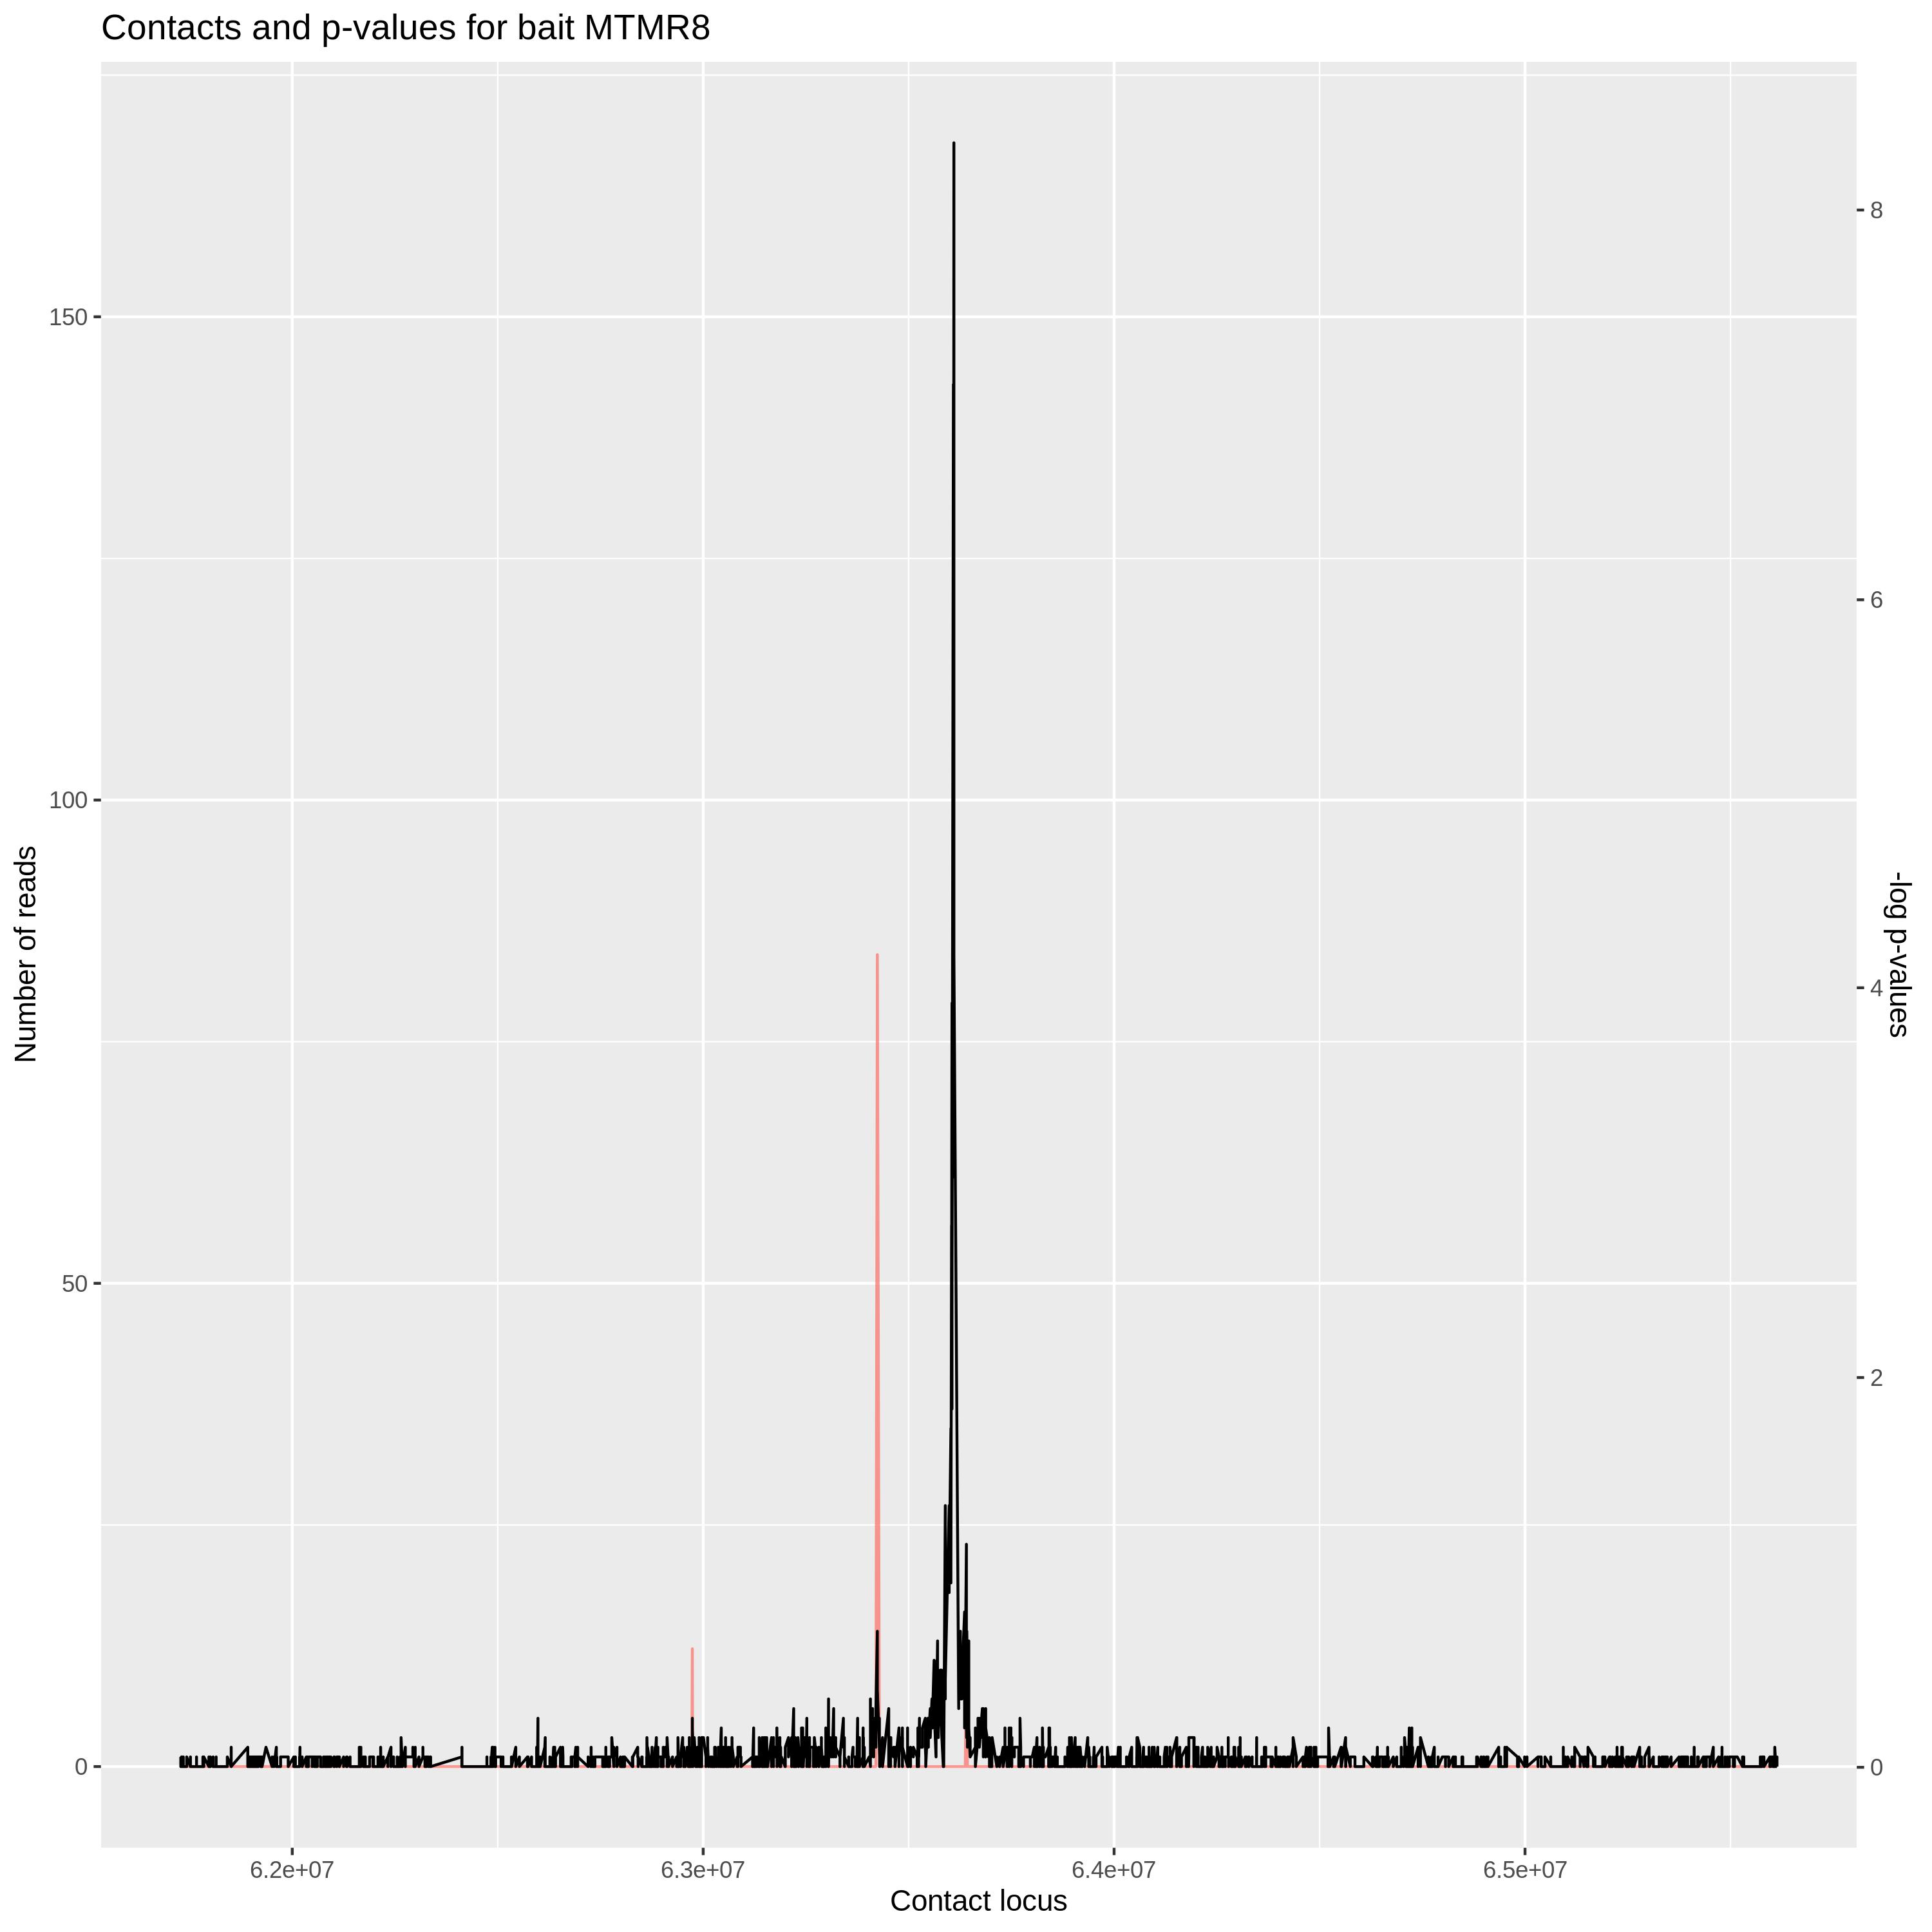 Contacts and p-values for bait MTMR8
150
100
50
0
Number of reads
8
6
4
2
0
-log p-values
6.2e+07
6.3e+07
6.4e+07
6.5e+07
Contact locus